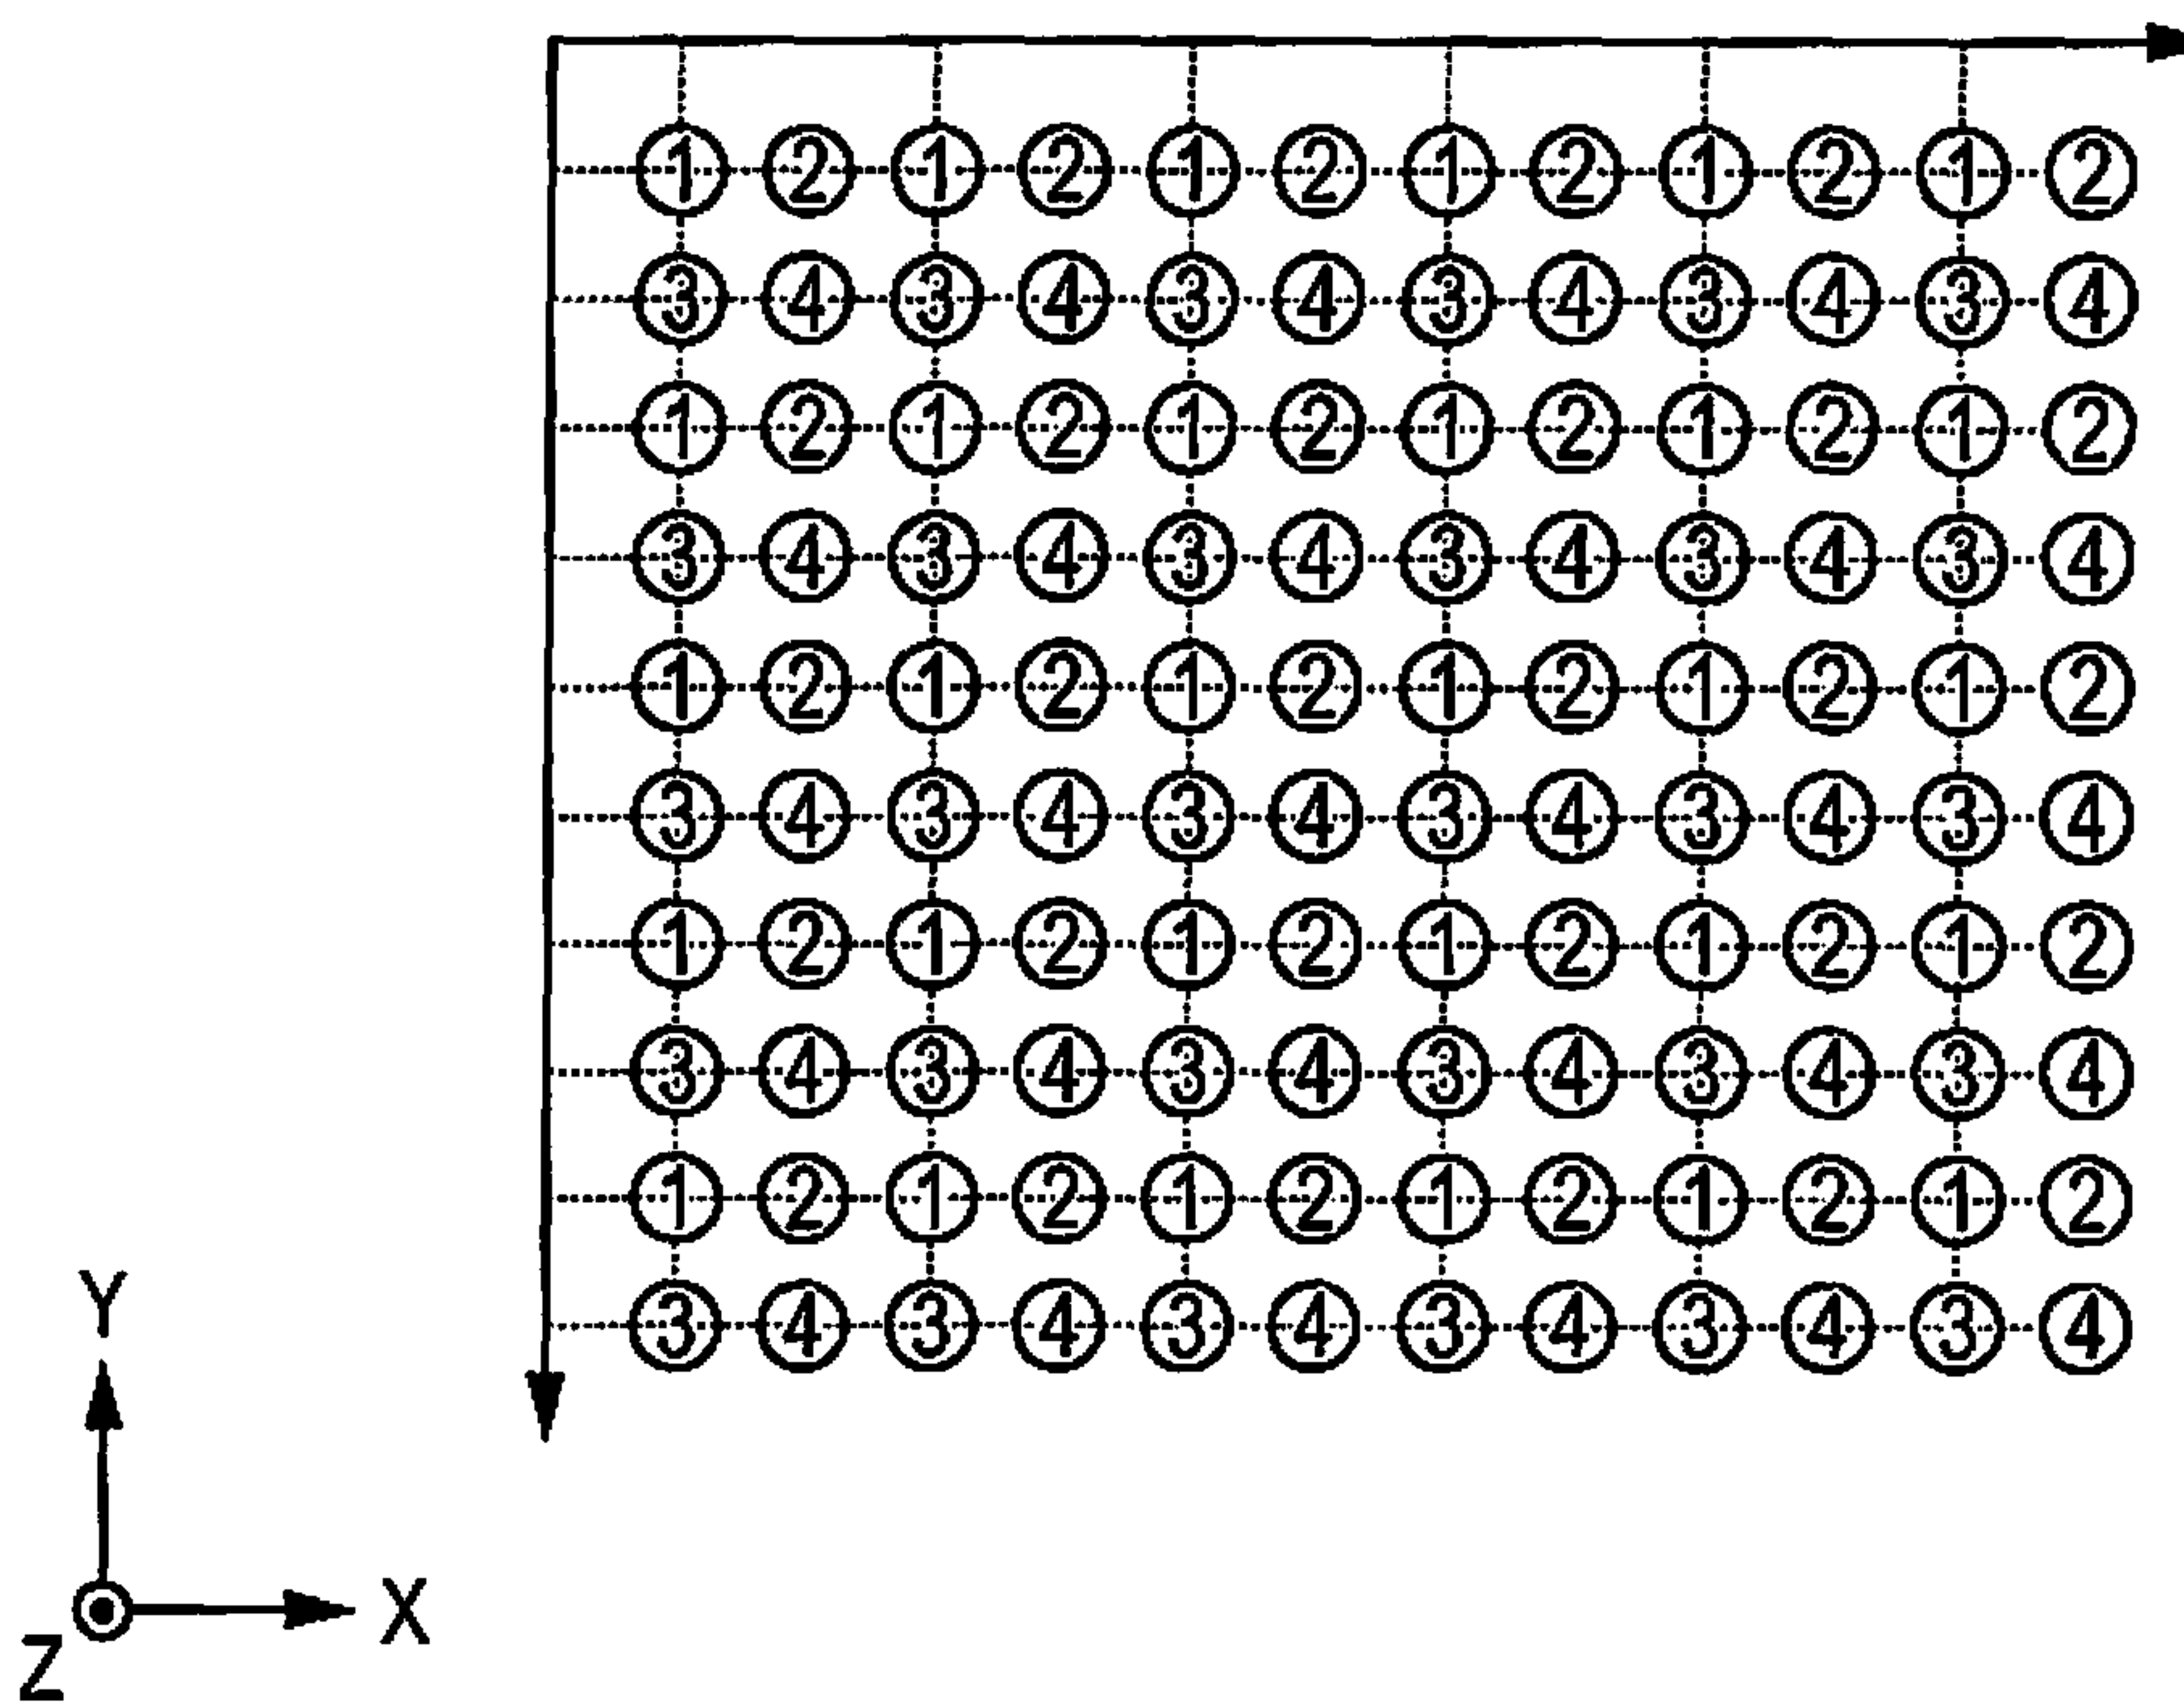 ① ② ① ② ① ② ① ② ① ② ① ②
③ ④ ③ ④ ③ ④ ③ ④ ③ ④ ③ ④
① ② ① ② ① ② ① ② ① ② ① ②
③ ④ ③ ④ ③ ④ ③ ④ ③ ④ ③ ④
① ② ① ② ① ② ① ② ① ② ① ②
③ ④ ③ ④ ③ ④ ③ ④ ③ ④ ③ ④
① ② ① ② ① ② ① ② ① ② ① ②
③ ④ ③ ④ ③ ④ ③ ④ ③ ④ ③ ④
① ② ① ② ① ② ① ② ① ② ① ②
③ ④ ③ ④ ③ ④ ③ ④ ③ ④ ③ ④
Y
X
Z